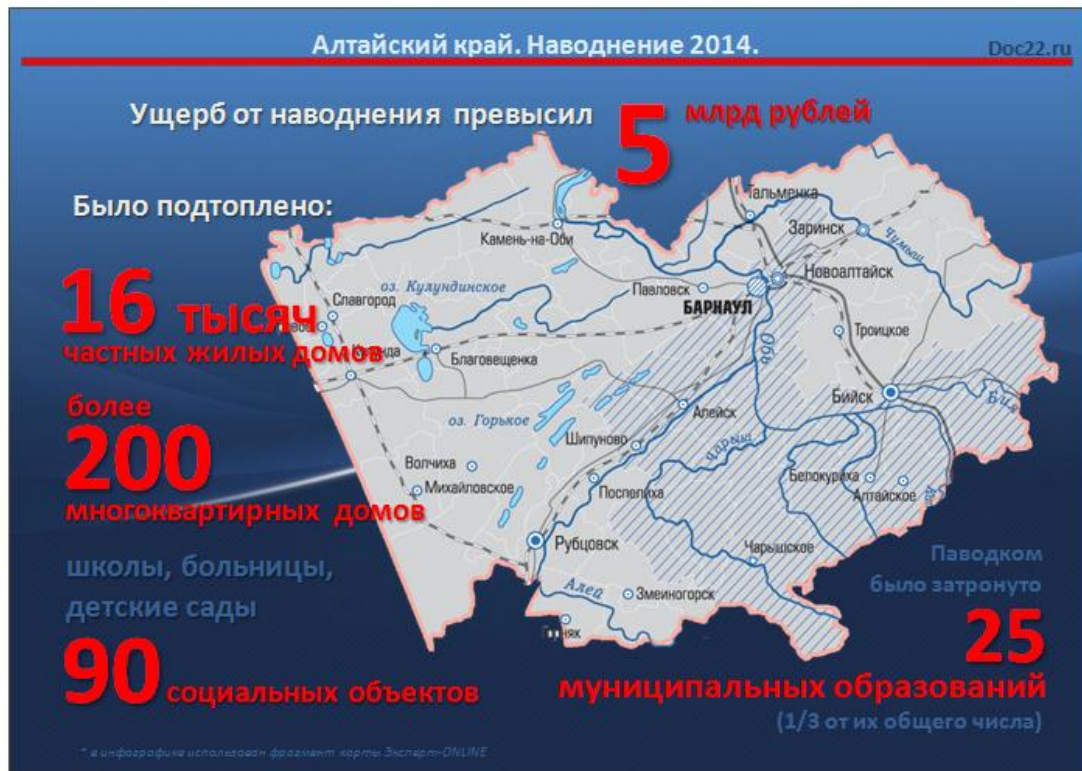 Алтайский край. Наводнение 2014.
Doc22.ru
Ущерб от наводнения превысил 5 млрд рублей
Было подтоплено:
16 тысяч
частных жилых домов
более
200
многоквартирных домов
школы, больницы,
детские сады
90 социальных объектов
Паводком
было затронуто
25
муниципальных образований
(1/3 от их общего числа)
* в инфографике использован фрагмент карты Эксперт-ONLINE
Тальменка
Заринск
Чумыш
Камень-на-Оби
Новоалтайск
Павловск
БАРНАУЛ
оз. Кулундинское
Славгород
Благовещенка
Троицкое
Обь
Бийск
Бия
Алейск
оз. Горькое
Шипуново
Чарыш
Волчиха
Михайловское
Поспелиха
Белокуриха
Алтайское
Рубцовск
Чарышское
Алей
Змеиногорск